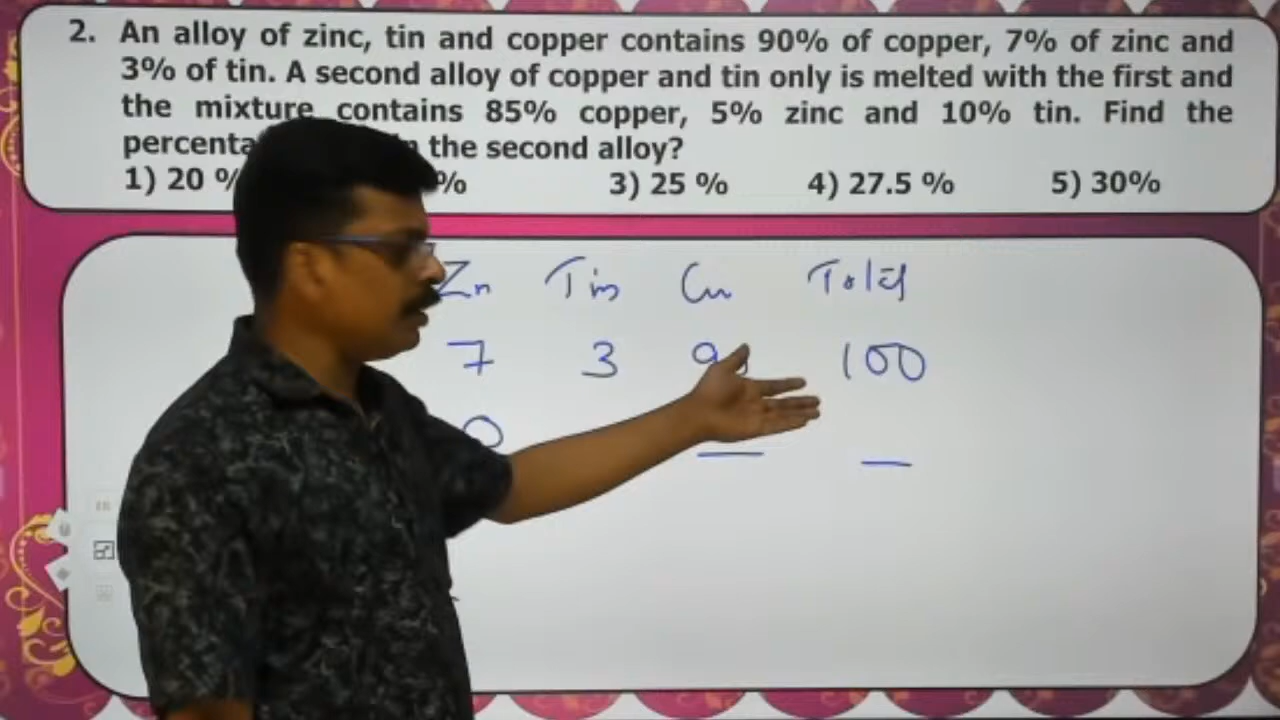 2. An alloy of zinc, tin and copper contains 90% of copper, 7% of zinc and
3% of tin. A second alloy of copper and tin only is melted with the first and
the mixture contains 85% copper, 5% zinc and 10% tin. Find the
the second alloy?
1) 20 % % 3) 25 % 4) 27.5 % 5) 30%
Zn Tin Cu Total
7 3 9 100
0